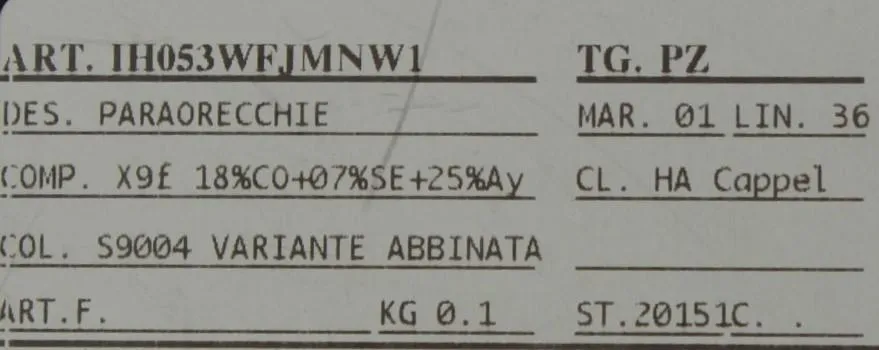 ART. IH053WFJMNW1 TG. PZ
DES. PARAORECCHIE MAR. 01 LIN. 36
COMP. X9£ 18%CO+07%SE+25%Ay CL. HA Cappel
COL. S9004 VARIANTE ABBINATA
ART.F. KG 0.1 ST.20151C. .